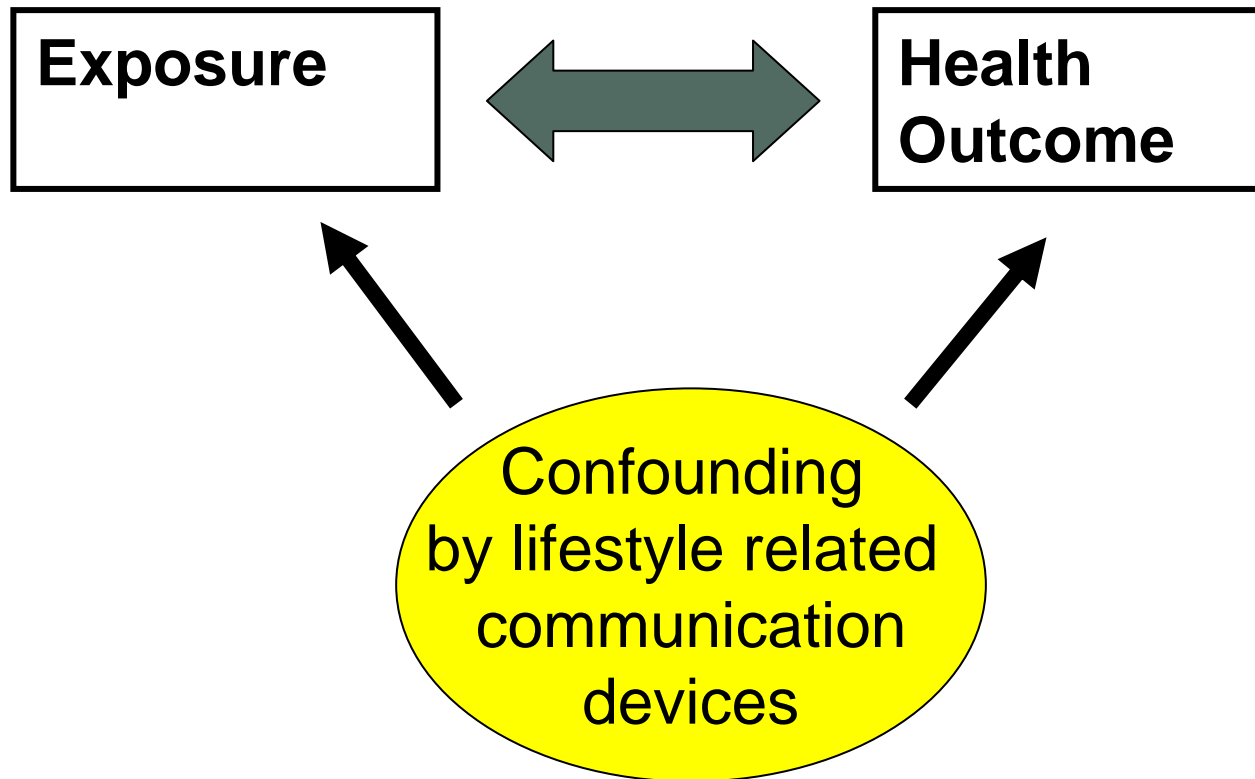 Exposure
Health
Outcome
Confounding
by lifestyle related
communication
devices